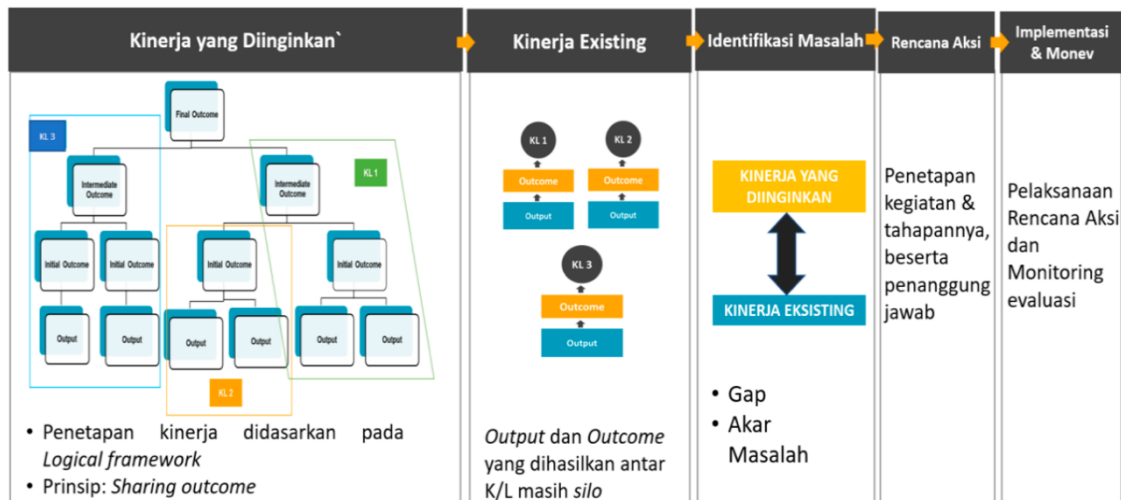 Kinerja yang Diinginkan`
Kinerja Existing
Identifikasi Masalah
Rencana Aksi
Implementasi
& Monev
Final Outcome
KL 3
KL 1
Intermediate
Outcome
Intermediate
Outcome
Initial Outcome
Initial Outcome
Initial Outcome
Initial Outcome
Output
Output
Output
Output
Output
Output
KL 2
• Penetapan kinerja didasarkan pada
Logical framework
• Prinsip: Sharing outcome
KL 1
KL 2
Outcome
Outcome
Output
Output
KL 3
Outcome
Output
Output dan Outcome
yang dihasilkan antar
K/L masih silo
KINERJA YANG
DIINGINKAN
KINERJA EKSISTING
• Gap
• Akar
Masalah
Penetapan
kegiatan &
tahapannya,
beserta
penanggung
jawab
Pelaksanaan
Rencana Aksi
dan
Monitoring
evaluasi